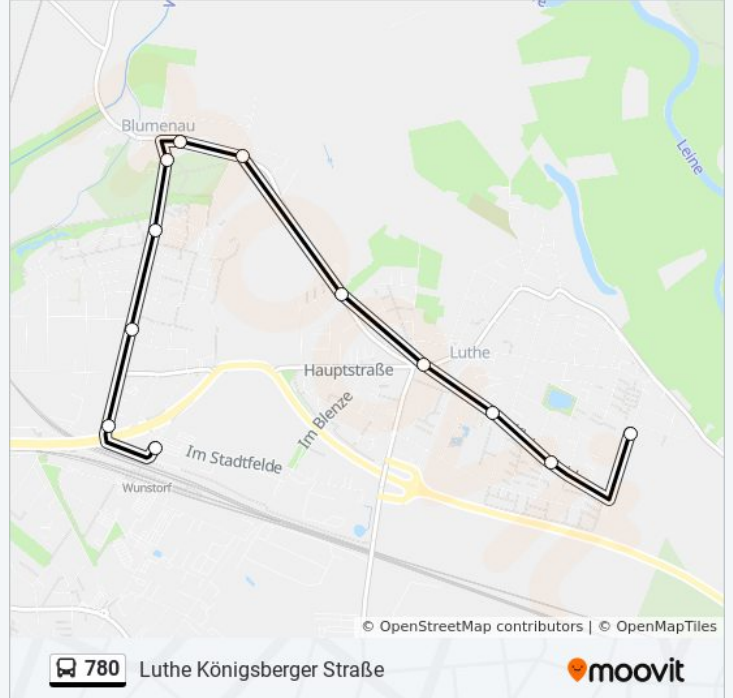 Blumenau
Leine
Luthe
Hauptstraße
Im Blenze
Im Stadtfelde
Wunstorf
© OpenStreetMap contributors | © OpenMapTiles
780 Luthe Königsberger Straße
moovit